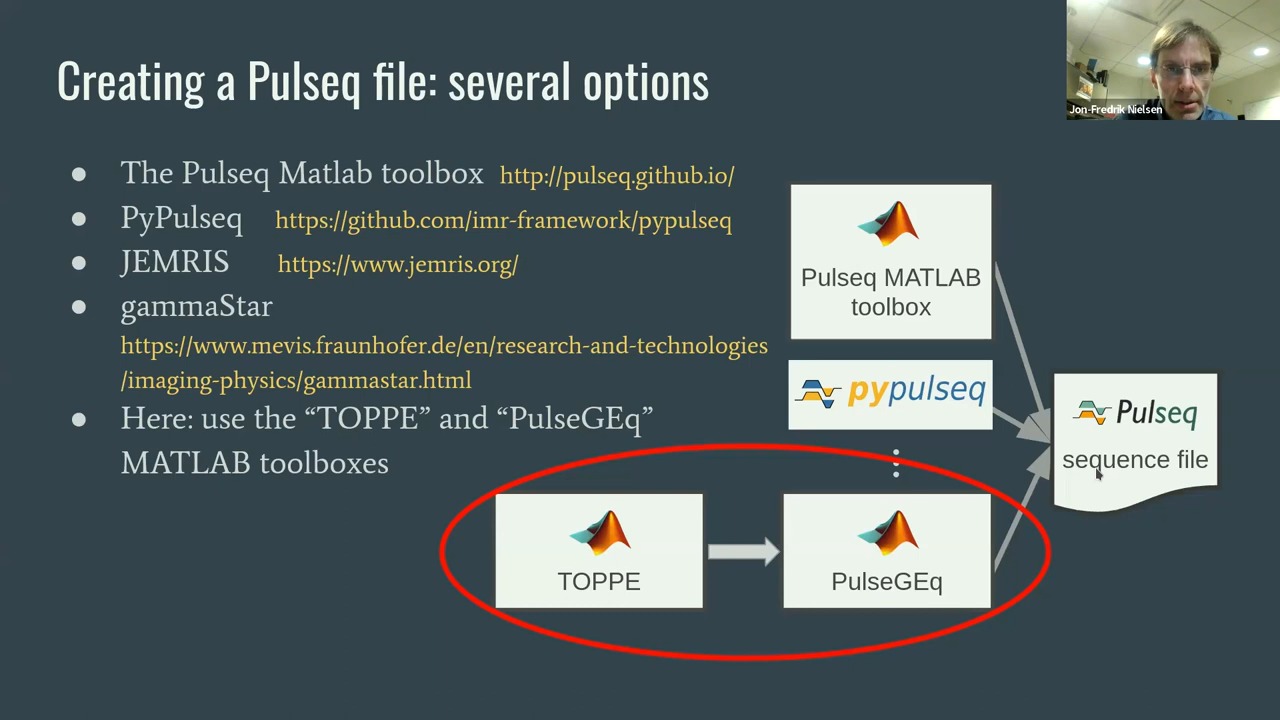 Creating a Pulseq file: several options
Jon-Fredrik Nielsen
The Pulseq Matlab toolbox http://pulseq.github.io/
PyPulseq https://github.com/imr-framework/pypulseq
JEMRIS https://www.jemris.org/
gammaStar
https://www.mevis.fraunhofer.de/en/research-and-technologies
/imaging-physics/gammastar.html
Here: use the “TOPPE” and “PulseGEq”
MATLAB toolboxes
Pulseq MATLAB
toolbox
pypulseq
Pulseq
sequence file
TOPPE
PulseGEq